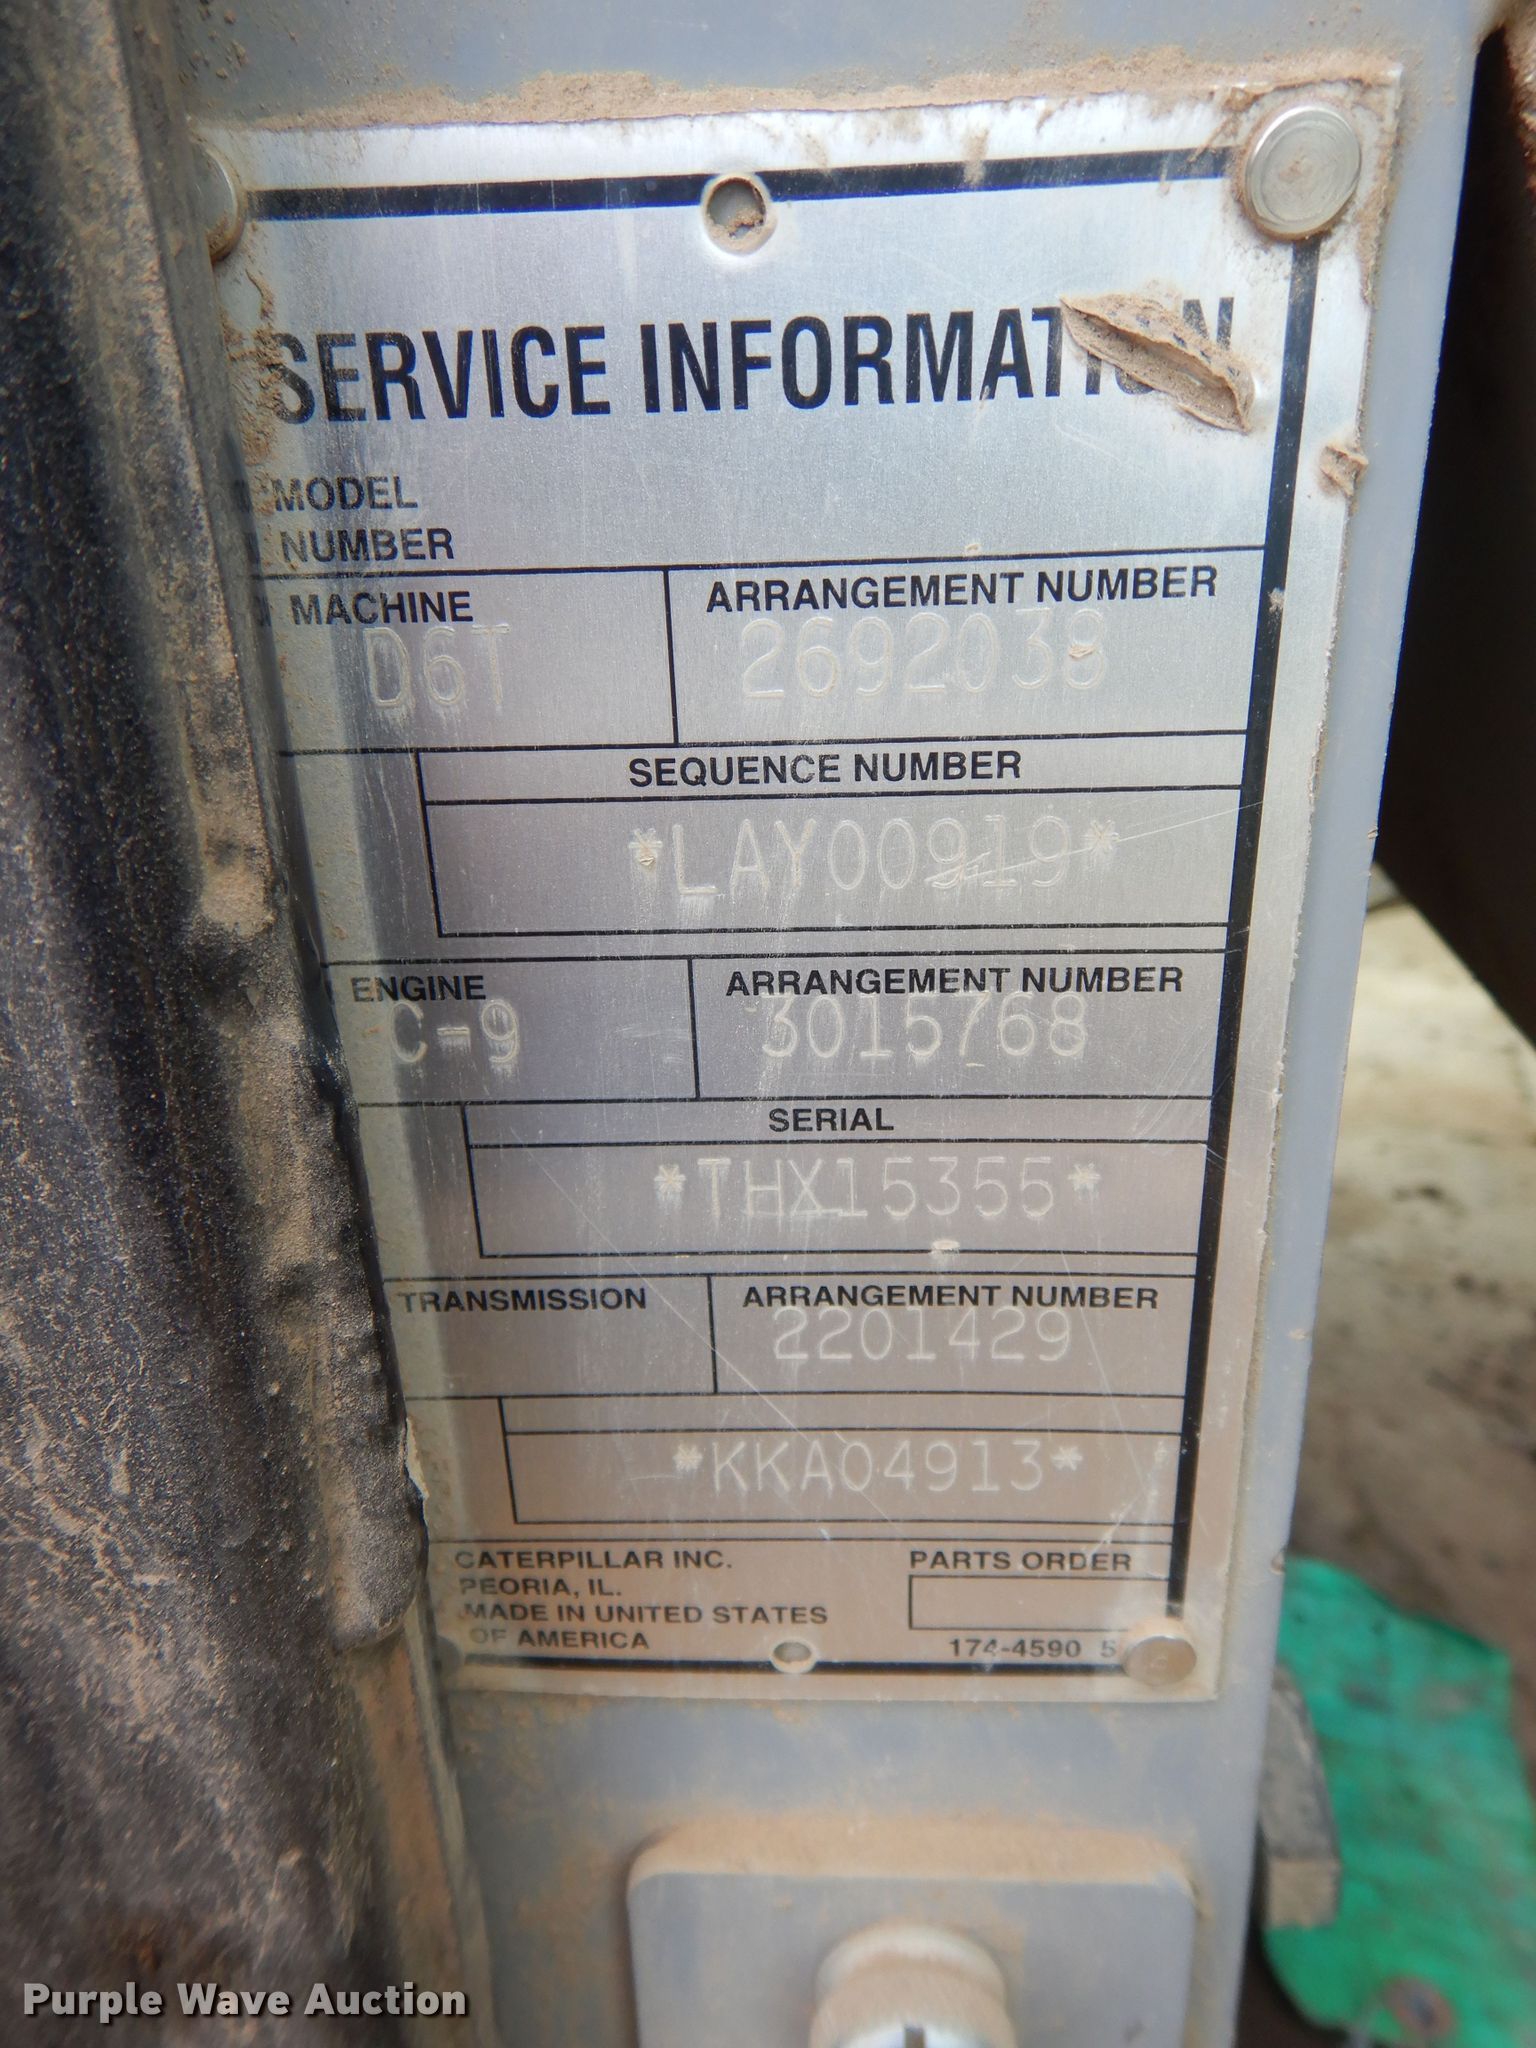 SERVICE INFORMATION
MODEL
NUMBER
MACHINE ARRANGEMENT NUMBER
D6T 2692038
SEQUENCE NUMBER
*LAY00919*
ENGINE ARRANGEMENT NUMBER
C-9 3015768
SERIAL
*THX15355*
TRANSMISSION ARRANGEMENT NUMBER
2201429
*KKA04913*
CATERPILLAR INC. PARTS ORDER
PEORIA, IL.
MADE IN UNITED STATES
OF AMERICA 174-4590 5
Purple Wave Auction